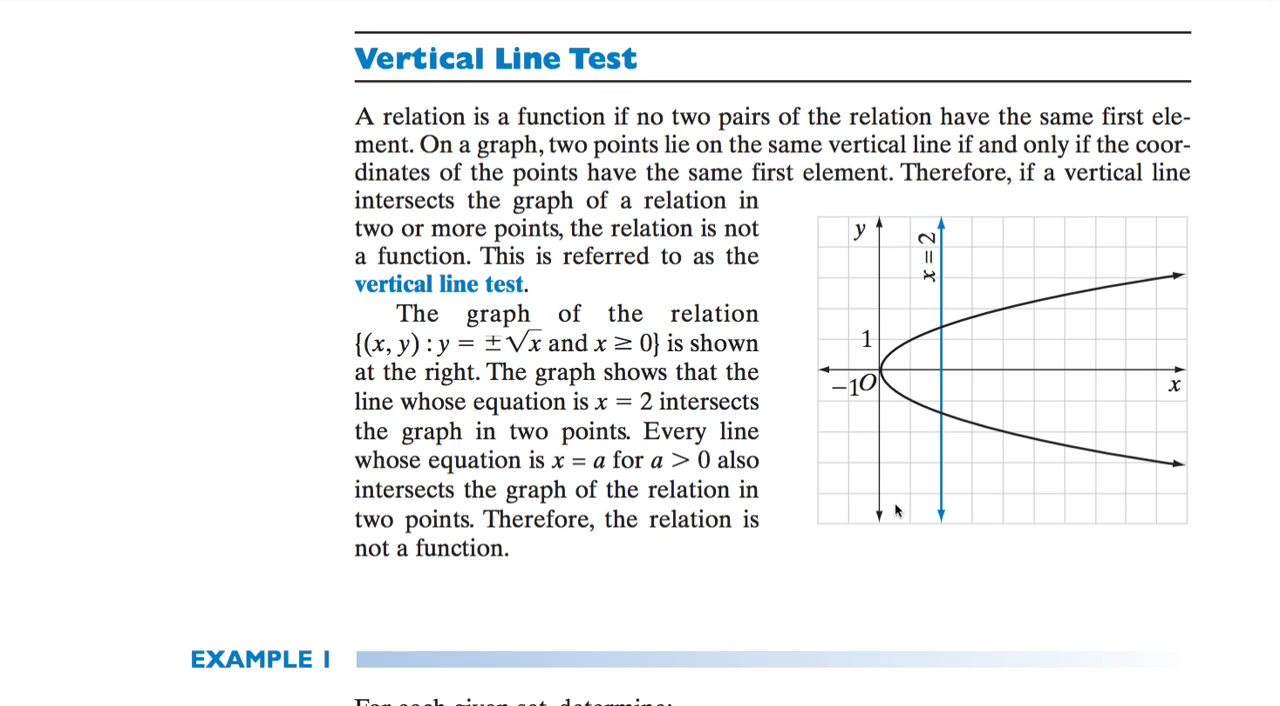 Vertical Line Test
A relation is a function if no two pairs of the relation have the same first ele-
ment. On a graph, two points lie on the same vertical line if and only if the coor-
dinates of the points have the same first element. Therefore, if a vertical line
intersects the graph of a relation in
two or more points, the relation is not
a function. This is referred to as the
vertical line test.
The graph of the relation
{(x, y) : y = ±√x and x ≥ 0} is shown
at the right. The graph shows that the
line whose equation is x = 2 intersects
the graph in two points. Every line
whose equation is x = a for a > 0 also
intersects the graph of the relation in
two points. Therefore, the relation is
not a function.
y
x = 2
1
−1O
x
EXAMPLE 1
For each given set, determine: